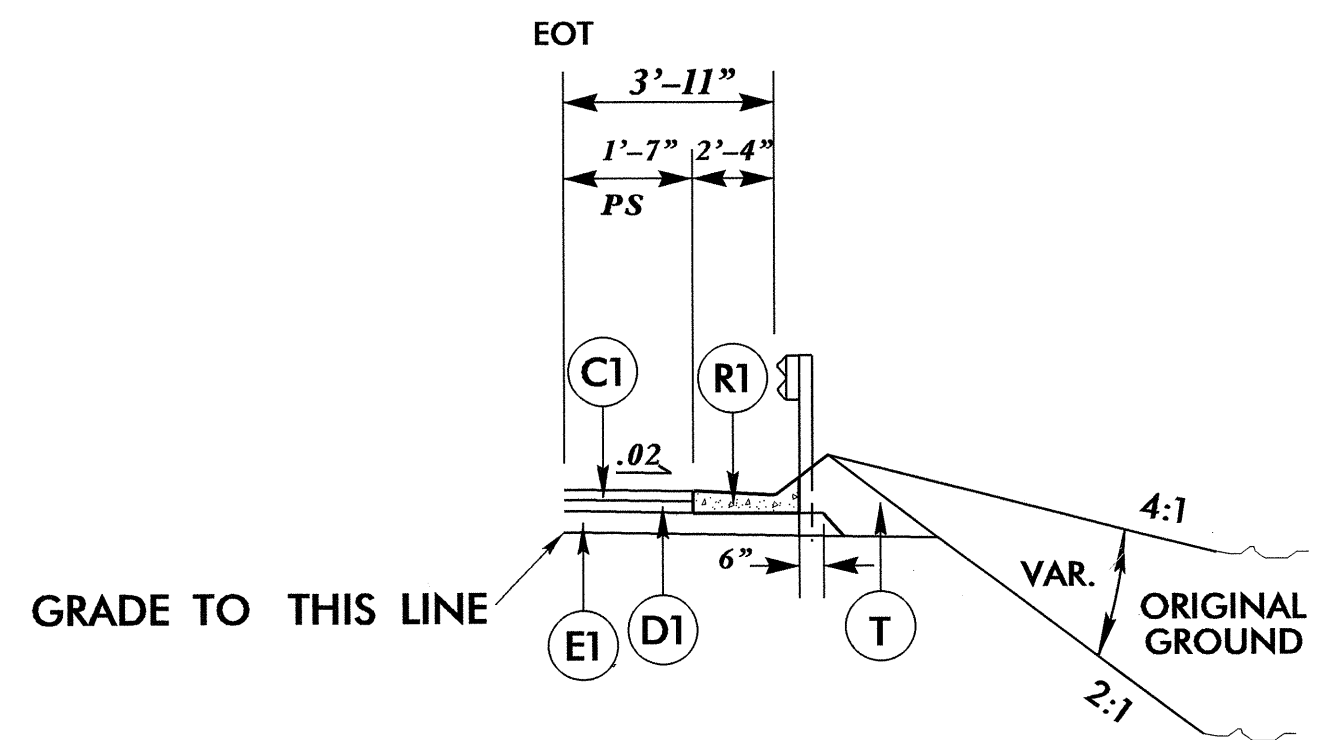 EOT
3’–11”
1’–7” 2’–4”
PS
C1
R1
.02
4:1
6”
VAR.
GRADE TO THIS LINE
E1
D1
T
ORIGINAL
GROUND
2:1